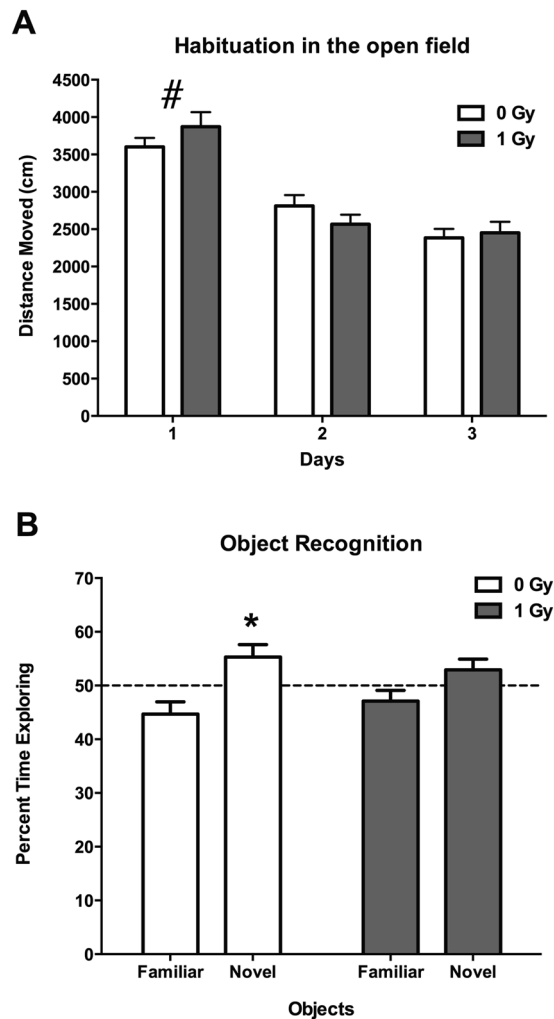 A
Habituation in the open field
4500
4000
3500
3000
2500
2000
1500
1000
500
0
Distance Moved (cm)
#
0 Gy
1 Gy
1 2 3
Days
B
Object Recognition
70
60
50
40
30
20
10
0
Percent Time Exploring
*
0 Gy
1 Gy
Familiar Novel Familiar Novel
Objects